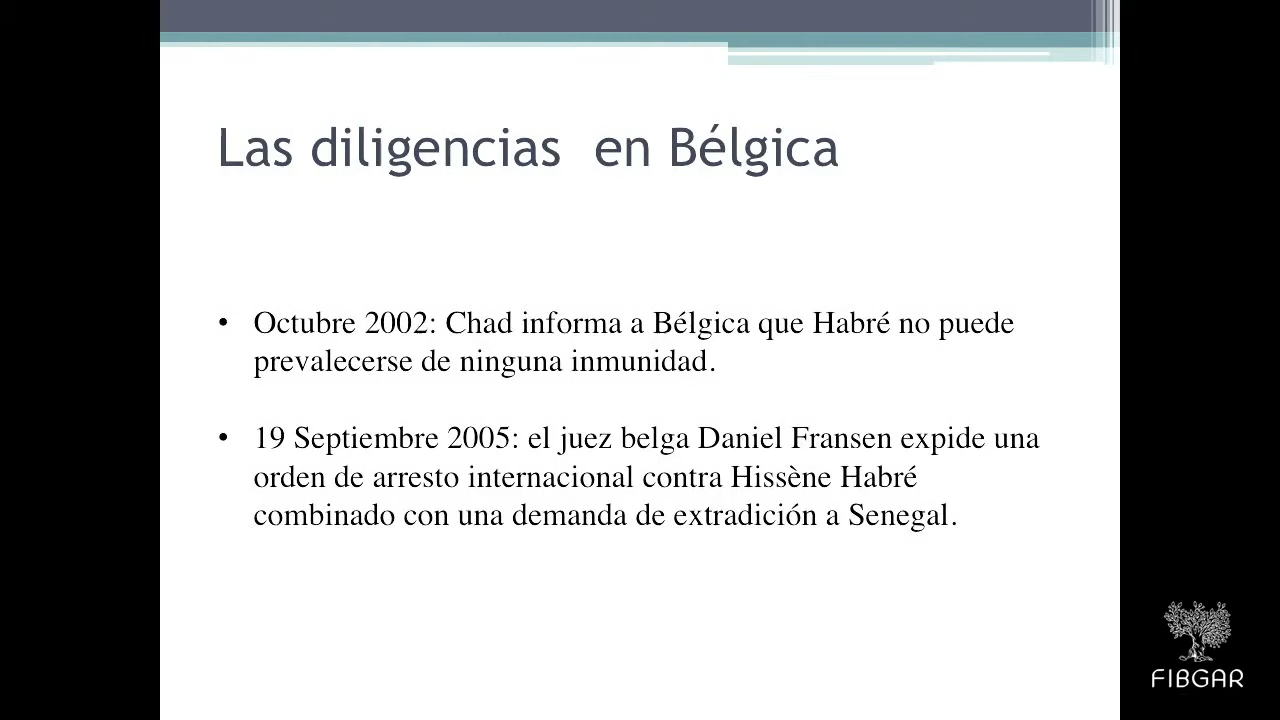 Las diligencias en Bélgica
• Octubre 2002: Chad informa a Bélgica que Habré no puede
prevalecerse de ninguna inmunidad.
• 19 Septiembre 2005: el juez belga Daniel Fransen expide una
orden de arresto internacional contra Hissène Habré
combinado con una demanda de extradición a Senegal.
FIBGAR